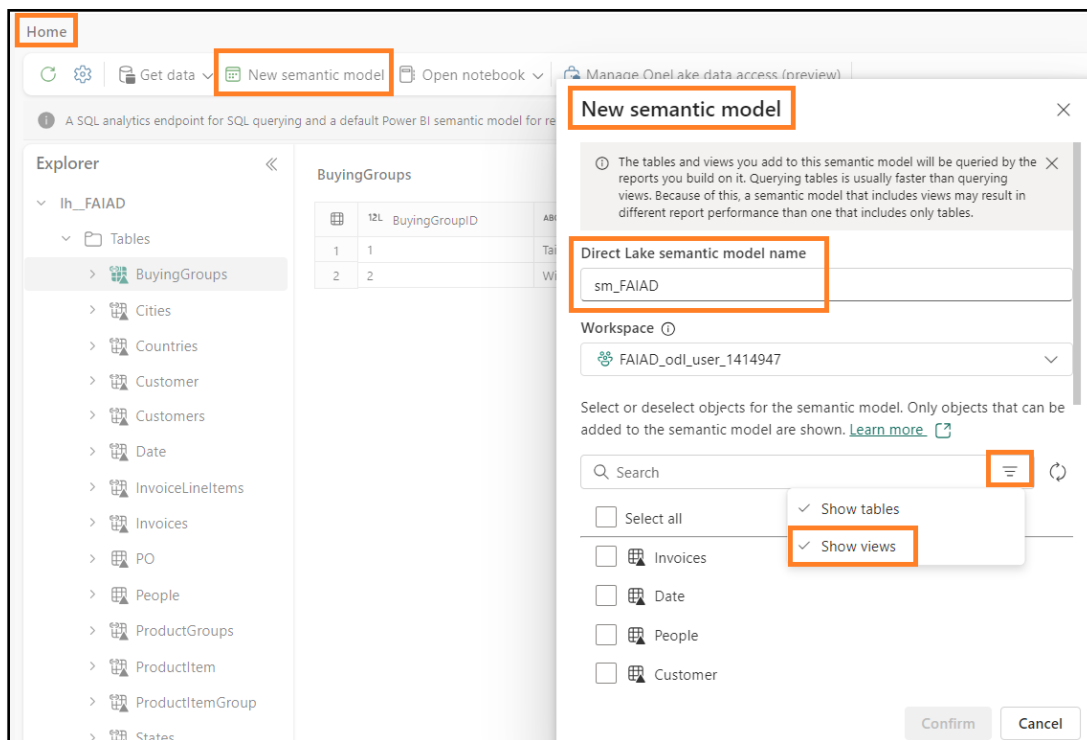 Home
Get data New semantic model Open notebook Manage OneLake data access (preview)
A SQL analytics endpoint for SQL querying and a default Power BI semantic model for re
Explorer
lh_FAIAD
Tables
BuyingGroups
Cities
Countries
Customer
Customers
Date
InvoiceLineItems
Invoices
PO
People
ProductGroups
ProductItem
ProductItemGroup
States
BuyingGroups
12L BuyingGroupID ABC
1 1 Tai
2 2 Wi
New semantic model
The tables and views you add to this semantic model will be queried by the
reports you build on it. Querying tables is usually faster than querying
views. Because of this, a semantic model that includes views may result in
different report performance than one that includes only tables.
Direct Lake semantic model name
sm_FAIAD
Workspace
FAIAD_odl_user_1414947
Select or deselect objects for the semantic model. Only objects that can be
added to the semantic model are shown. Learn more
Search
Show tables
Show views
Select all
Invoices
Date
People
Customer
Confirm Cancel